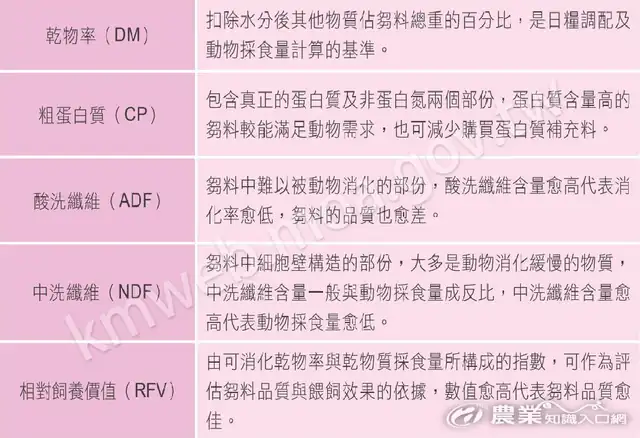 乾物率（DM）
扣除水分後其他物質佔芻料總重的百分比，是日糧調配及
動物採食量計算的基準。
粗蛋白質（CP）
包含真正的蛋白質及非蛋白氮兩個部份，蛋白質含量高的
芻料較能滿足動物需求，也可減少購買蛋白質補充料。
酸洗纖維（ADF）
芻料中難以被動物消化的部份，酸洗纖維含量愈高代表消
化率愈低，芻料的品質也愈差。
中洗纖維（NDF）
芻料中細胞壁構造的部份，大多是動物消化緩慢的物質，
中洗纖維含量一般與動物採食量成反比，中洗纖維含量愈
高代表動物採食量愈低。
相對飼養價值（RFV）
由可消化乾物率與乾物質採食量所構成的指數，可作為評
估芻料品質與餵飼效果的依據，數值愈高代表芻料品質愈
佳。
kmweb.moa.gov.tw
農業知識入口網